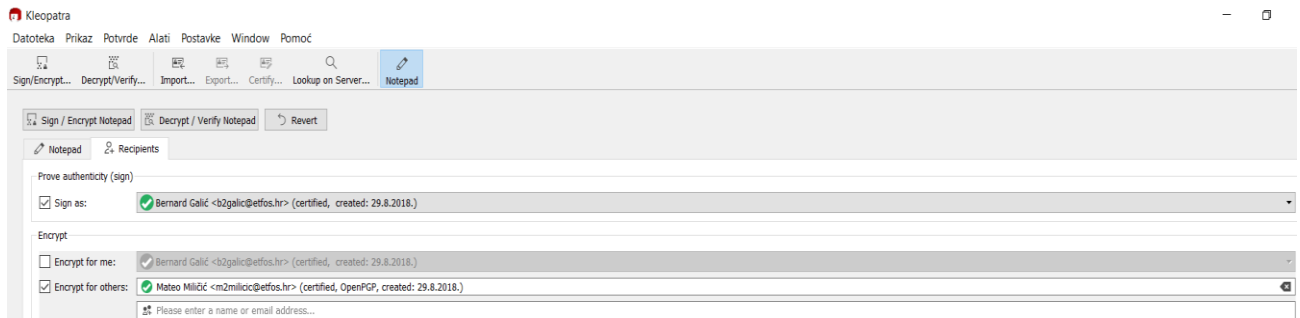 Kleopatra
Datoteka Prikaz Potvrde Alati Postavke Window Pomoć
Sign/Encrypt... Decrypt/Verify... Import... Export... Certify... Lookup on Server... Notepad
Sign / Encrypt Notepad Decrypt / Verify Notepad Revert
Notepad Recipients
Prove authenticity (sign)
Sign as: Bernard Galić <b2galic@etfos.hr> (certified, created: 29.8.2018.)
Encrypt
Encrypt for me: Bernard Galić <b2galic@etfos.hr> (certified, created: 29.8.2018.)
Encrypt for others: Mateo Miličić <m2milicic@etfos.hr> (certified, OpenPGP, created: 29.8.2018.)
Please enter a name or email address...